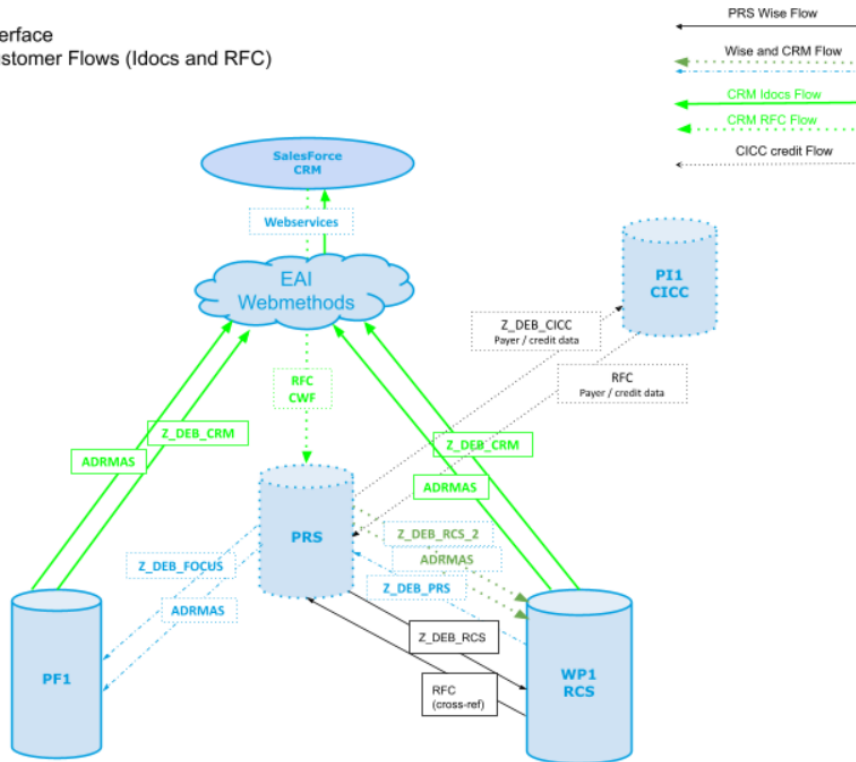 erface
stomer Flows (Idocs and RFC)
PRS Wise Flow
Wise and CRM Flow
CRM Idocs Flow
CRM RFC Flow
CICC credit Flow
SalesForce
CRM
Webservices
EAI
Webmethods
PI1
CICC
Z_DEB_CICC
Payer / credit data
RFC
Payer / credit data
RFC
CWF
Z_DEB_CRM
ADRMAS
Z_DEB_CRM
ADRMAS
PRS
Z_DEB_RCS_2
ADRMAS
Z_DEB_PRS
Z_DEB_FOCUS
ADRMAS
Z_DEB_RCS
RFC
(cross-ref)
PF1
WP1
RCS